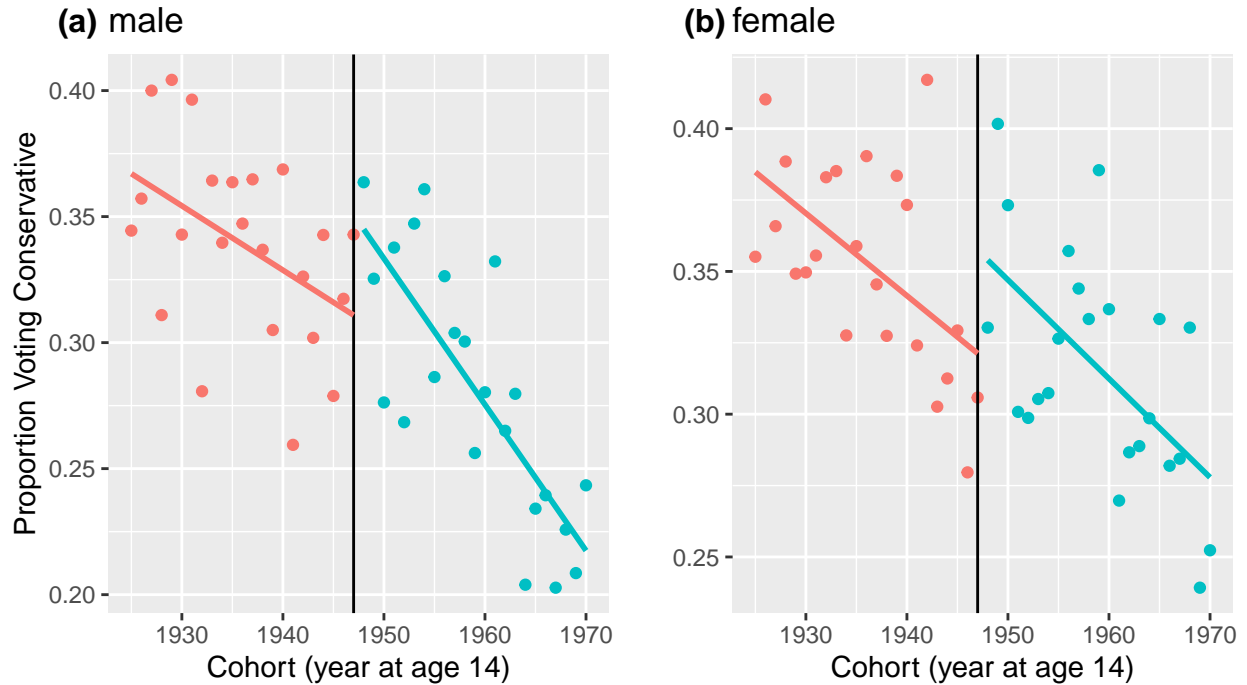 (a) male
(b) female
Proportion Voting Conservative
0.40
0.35
0.30
0.25
0.20
1930 1940 1950 1960 1970
Cohort (year at age 14)
0.40
0.35
0.30
0.25
1930 1940 1950 1960 1970
Cohort (year at age 14)